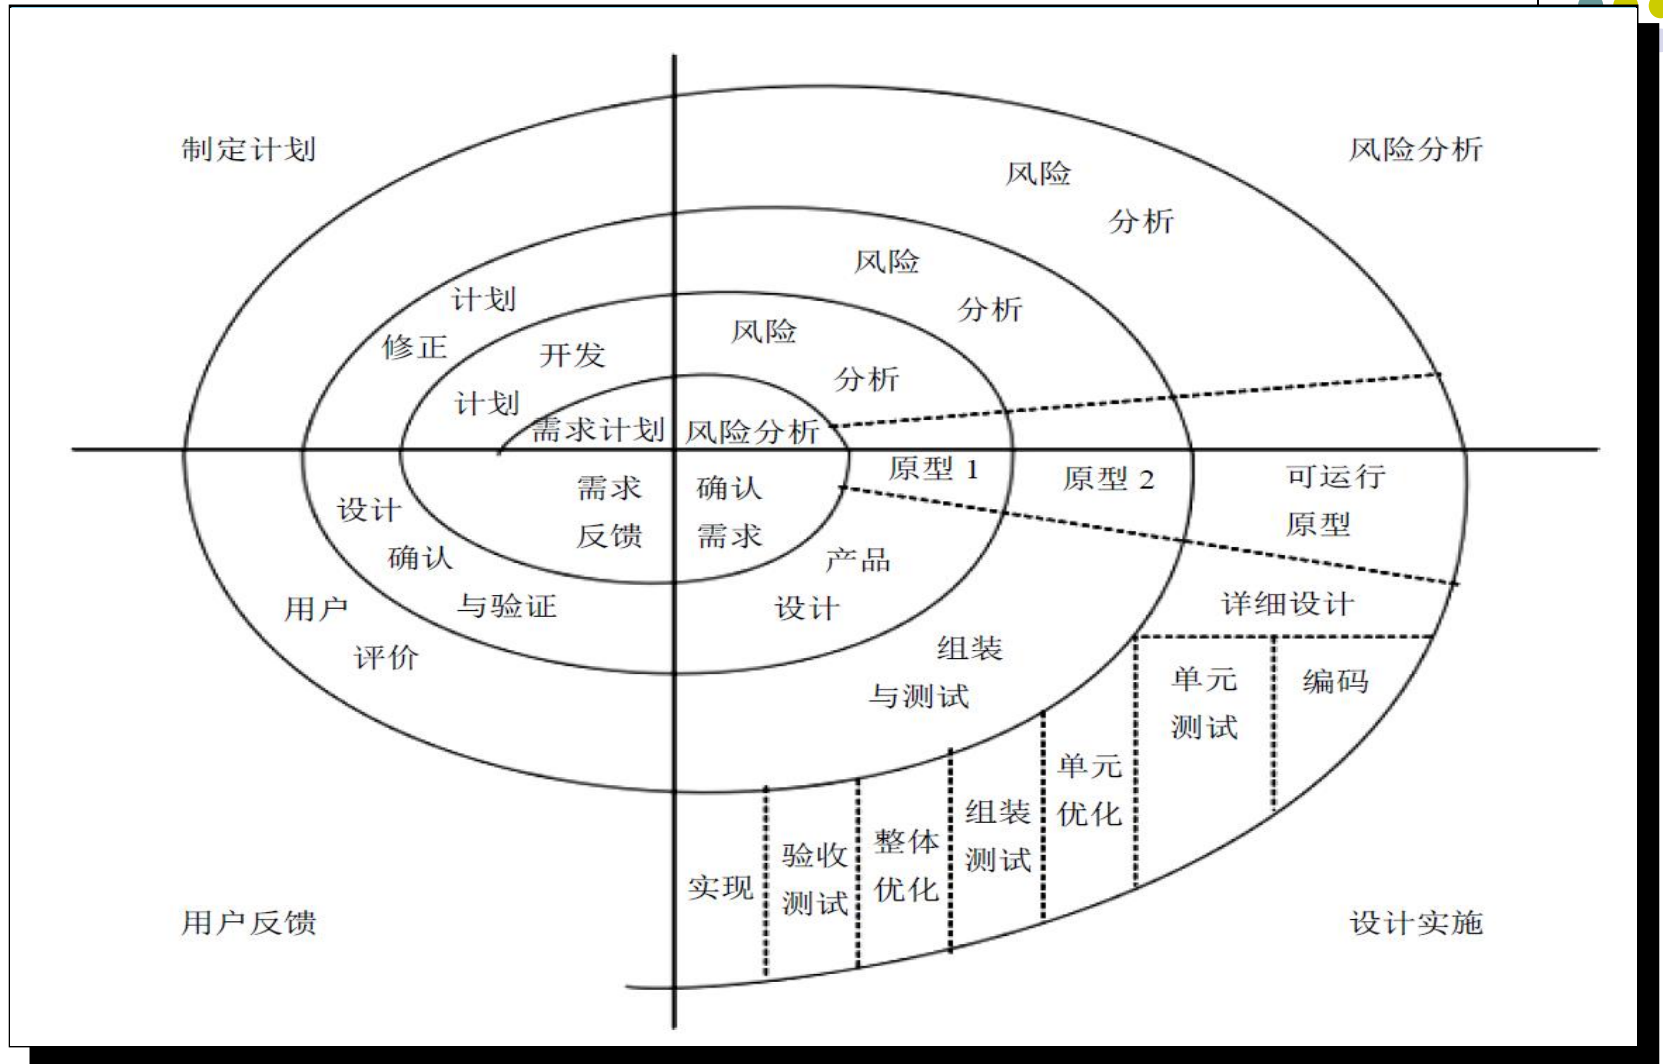 制定计划
风险分析
风险
分析
风险
分析
计划
修正
风险
分析
开发
计划
需求计划
风险分析
原型 1
原型 2
可运行
原型
需求
反馈
确认
需求
设计
确认
与验证
产品
设计
用户
评价
详细设计
组装
与测试
单元
测试
编码
单元
优化
组装
测试
整体
优化
验收
测试
实现
用户反馈
设计实施